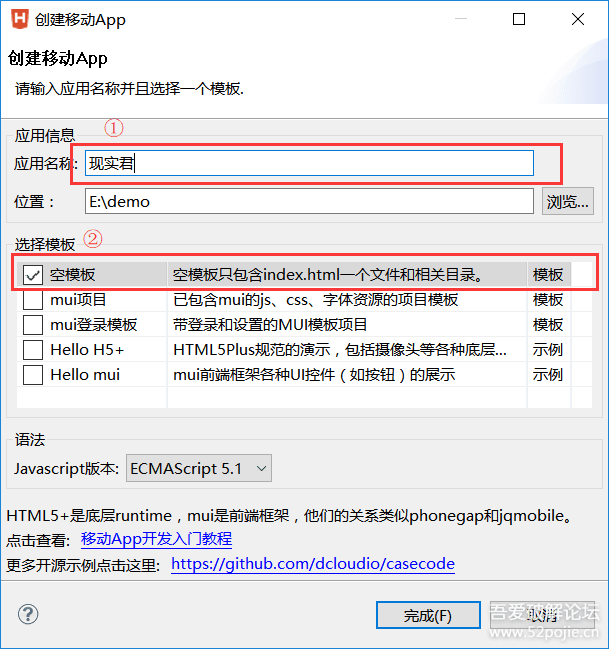 创建移动App
创建移动App
请输入应用名称并且选择一个模板.
应用信息 ①
应用名称: 现实君
位置： E:\demo 浏览...
选择模板 ②
空模板 空模板只包含index.html一个文件和相关目录。 模板
mui项目 已包含mui的js、css、字体资源的项目模板 模板
mui登录模板 带登录和设置的MUI模板项目 模板
Hello H5+ HTML5Plus规范的演示，包括摄像头等各种底层... 示例
Hello mui mui前端框架各种UI控件（如按钮）的展示 示例
语法
Javascript版本: ECMAScript 5.1
HTML5+是底层runtime，mui是前端框架，他们的关系类似phonegap和jqmobile。
点击查看: 移动App开发入门教程
更多开源示例点击这里: https://github.com/dcloudio/casecode
? 完成(F) 取消
吾爱破解论坛
www.52pojie.cn